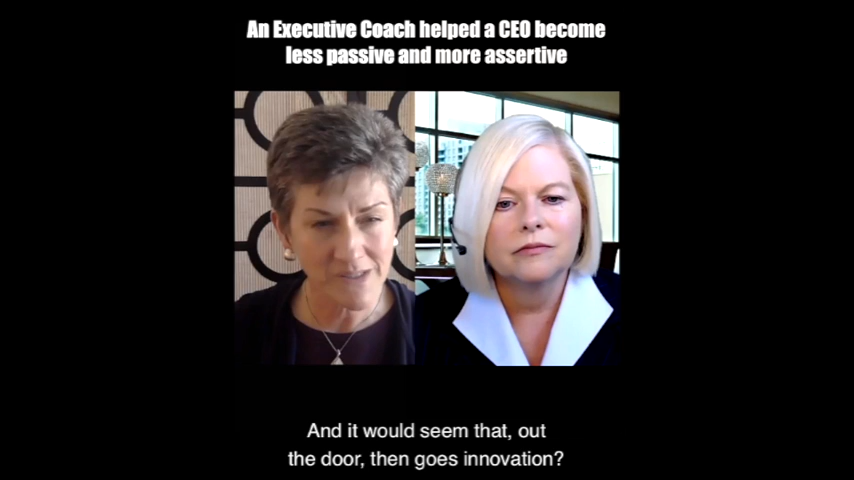 An Executive Coach helped a CEO become
less passive and more assertive
And it would seem that, out
the door, then goes innovation?